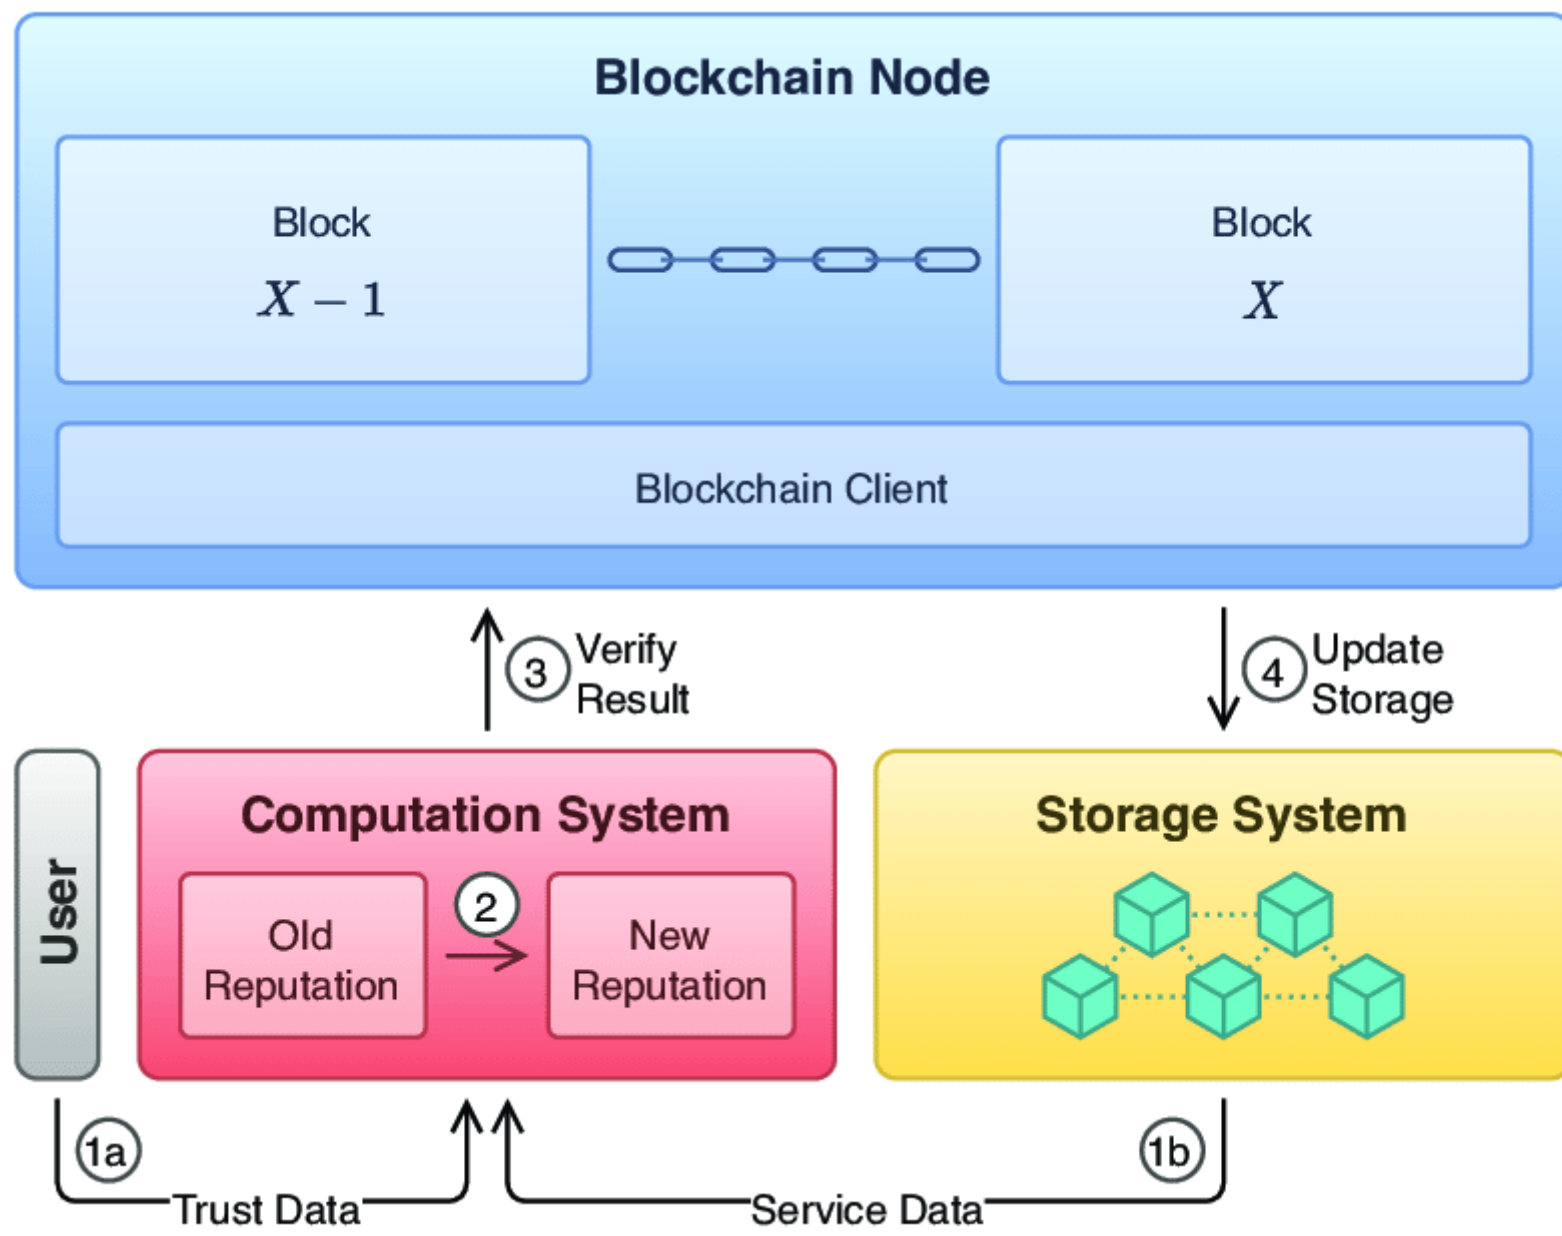 Blockchain Node
Block
X − 1
Block
X
Blockchain Client
3
Verify
Result
4
Update
Storage
User
Computation System
Old
Reputation
2
New
Reputation
Storage System
1a
Trust Data
1b
Service Data